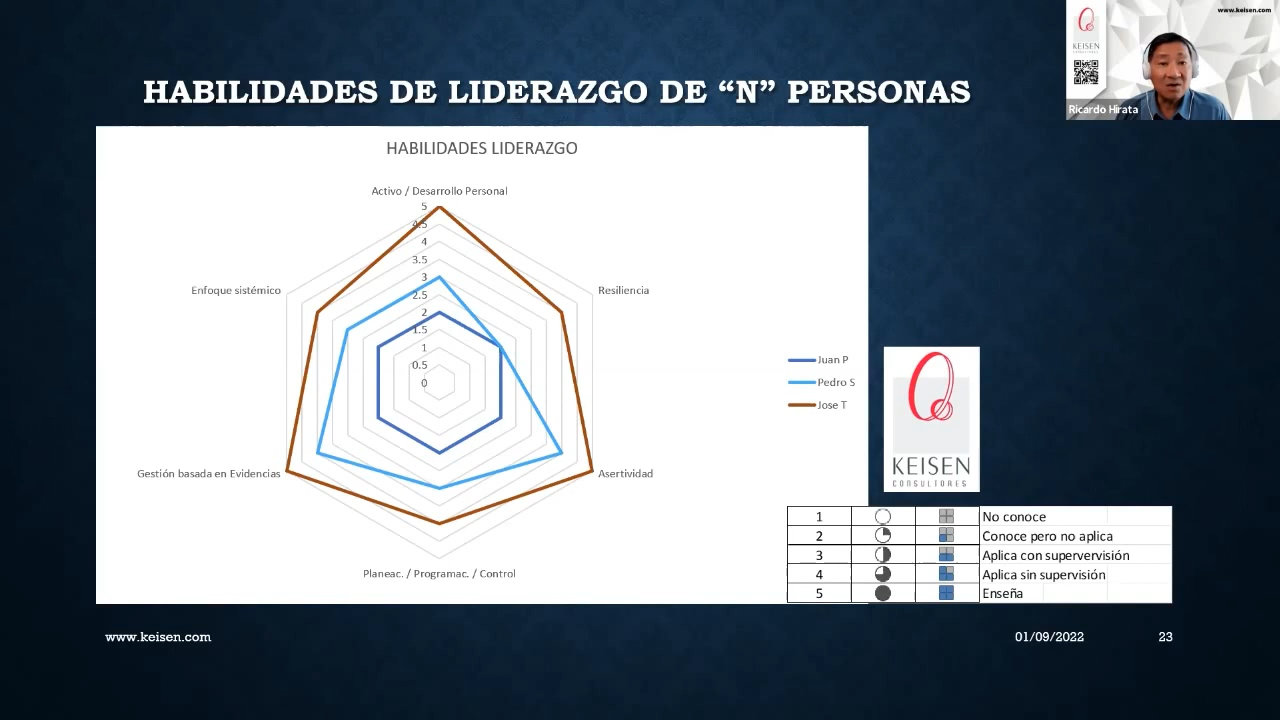 www.keisen.com
KEISEN
CONSULTORES
Ricardo Hirata
HABILIDADES DE LIDERAZGO DE “N” PERSONAS
HABILIDADES LIDERAZGO
Activo / Desarrollo Personal
5
4.5
4
3.5
3
2.5
2
1.5
1
0.5
0
Enfoque sistémico
Resiliencia
Gestión basada en Evidencias
Asertividad
Planeac. / Programac. / Control
Juan P
Pedro S
Jose T
KEISEN
CONSULTORES
1 No conoce
2 Conoce pero no aplica
3 Aplica con supervervisión
4 Aplica sin supervisión
5 Enseña
www.keisen.com
01/09/2022
23